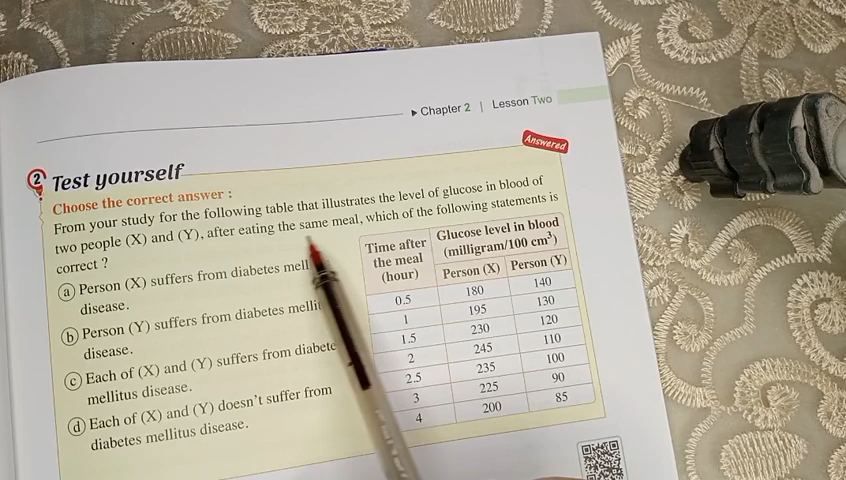 ▸ Chapter 2 | Lesson Two
2 Test yourself
Answered
Choose the correct answer :
From your study for the following table that illustrates the level of glucose in blood of
two people (X) and (Y), after eating the same meal, which of the following statements is
correct ?
a Person (X) suffers from diabetes mell
disease.
b Person (Y) suffers from diabetes mellit
disease.
c Each of (X) and (Y) suffers from diabete
mellitus disease.
d Each of (X) and (Y) doesn't suffer from
diabetes mellitus disease.
Time after the meal (hour) Glucose level in blood (milligram/100 cm³)
Person (X) Person (Y)
0.5 180 140
1 195 130
1.5 230 120
2 245 110
2.5 235 100
3 225 90
4 200 85